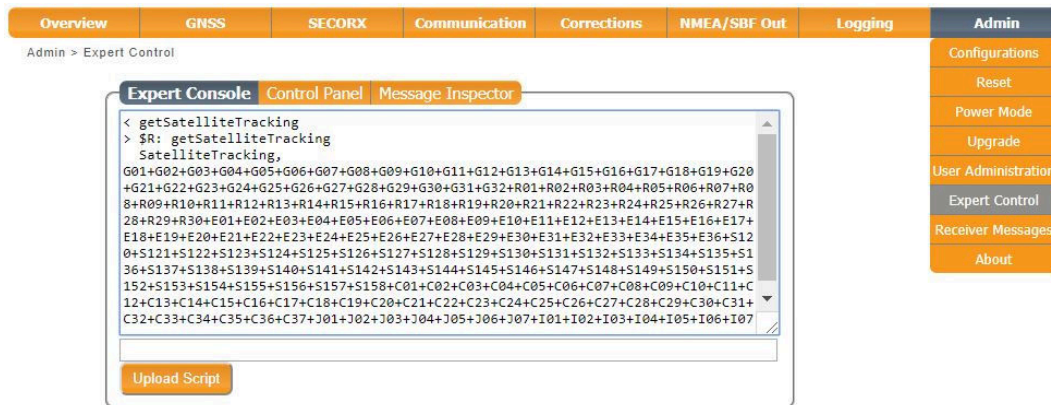 Overview GNSS SECORX Communication Corrections NMEA/SBF Out Logging Admin
Admin > Expert Control
Configurations
Reset
Power Mode
Upgrade
User Administration
Expert Control
Receiver Messages
About
Expert Console Control Panel Message Inspector
< getSatelliteTracking
> $R: getSatelliteTracking
SatelliteTracking,
G01+G02+G03+G04+G05+G06+G07+G08+G09+G10+G11+G12+G13+G14+G15+G16+G17+G18+G19+G20
+G21+G22+G23+G24+G25+G26+G27+G28+G29+G30+G31+G32+R01+R02+R03+R04+R05+R06+R07+R0
8+R09+R10+R11+R12+R13+R14+R15+R16+R17+R18+R19+R20+R21+R22+R23+R24+R25+R26+R27+R
28+R29+R30+E01+E02+E03+E04+E05+E06+E07+E08+E09+E10+E11+E12+E13+E14+E15+E16+E17+
E18+E19+E20+E21+E22+E23+E24+E25+E26+E27+E28+E29+E30+E31+E32+E33+E34+E35+E36+S12
0+S121+S122+S123+S124+S125+S126+S127+S128+S129+S130+S131+S132+S133+S134+S135+S1
36+S137+S138+S139+S140+S141+S142+S143+S144+S145+S146+S147+S148+S149+S150+S151+S
152+S153+S154+S155+S156+S157+S158+C01+C02+C03+C04+C05+C06+C07+C08+C09+C10+C11+C
12+C13+C14+C15+C16+C17+C18+C19+C20+C21+C22+C23+C24+C25+C26+C27+C28+C29+C30+C31+
C32+C33+C34+C35+C36+C37+J01+J02+J03+J04+J05+J06+J07+I01+I02+I03+I04+I05+I06+I07
Upload Script